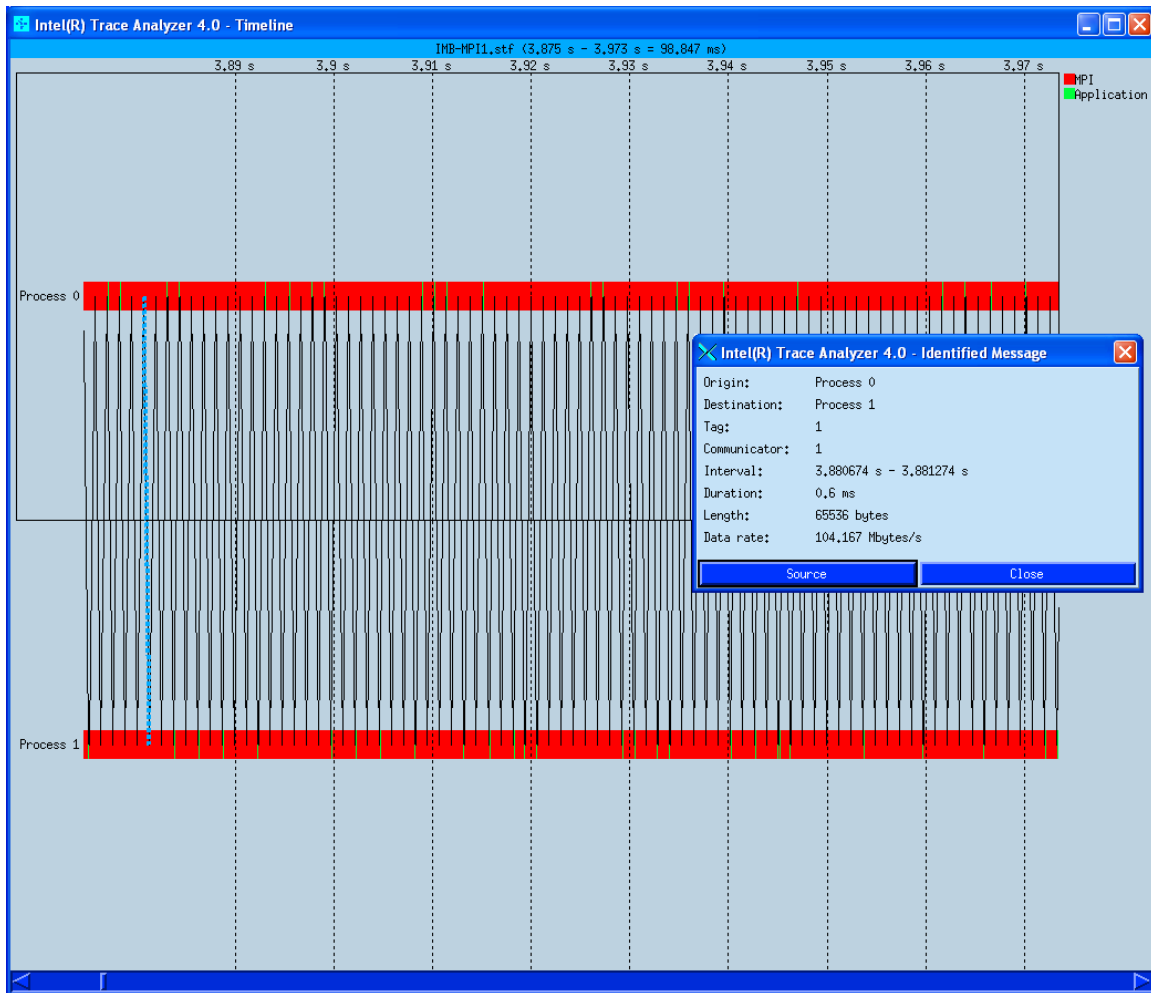 Intel(R) Trace Analyzer 4.0 - Timeline
IMB-MPI1.stf (3.875 s - 3.973 s = 98.847 ms)
3.89 s 3.9 s 3.91 s 3.92 s 3.93 s 3.94 s 3.95 s 3.96 s 3.97 s
MPI
Application
Process 0
Intel(R) Trace Analyzer 4.0 - Identified Message
Origin: Process 0
Destination: Process 1
Tag: 1
Communicator: 1
Interval: 3.880674 s - 3.881274 s
Duration: 0.6 ms
Length: 65536 bytes
Data rate: 104.167 Mbytes/s
Source Close
Process 1